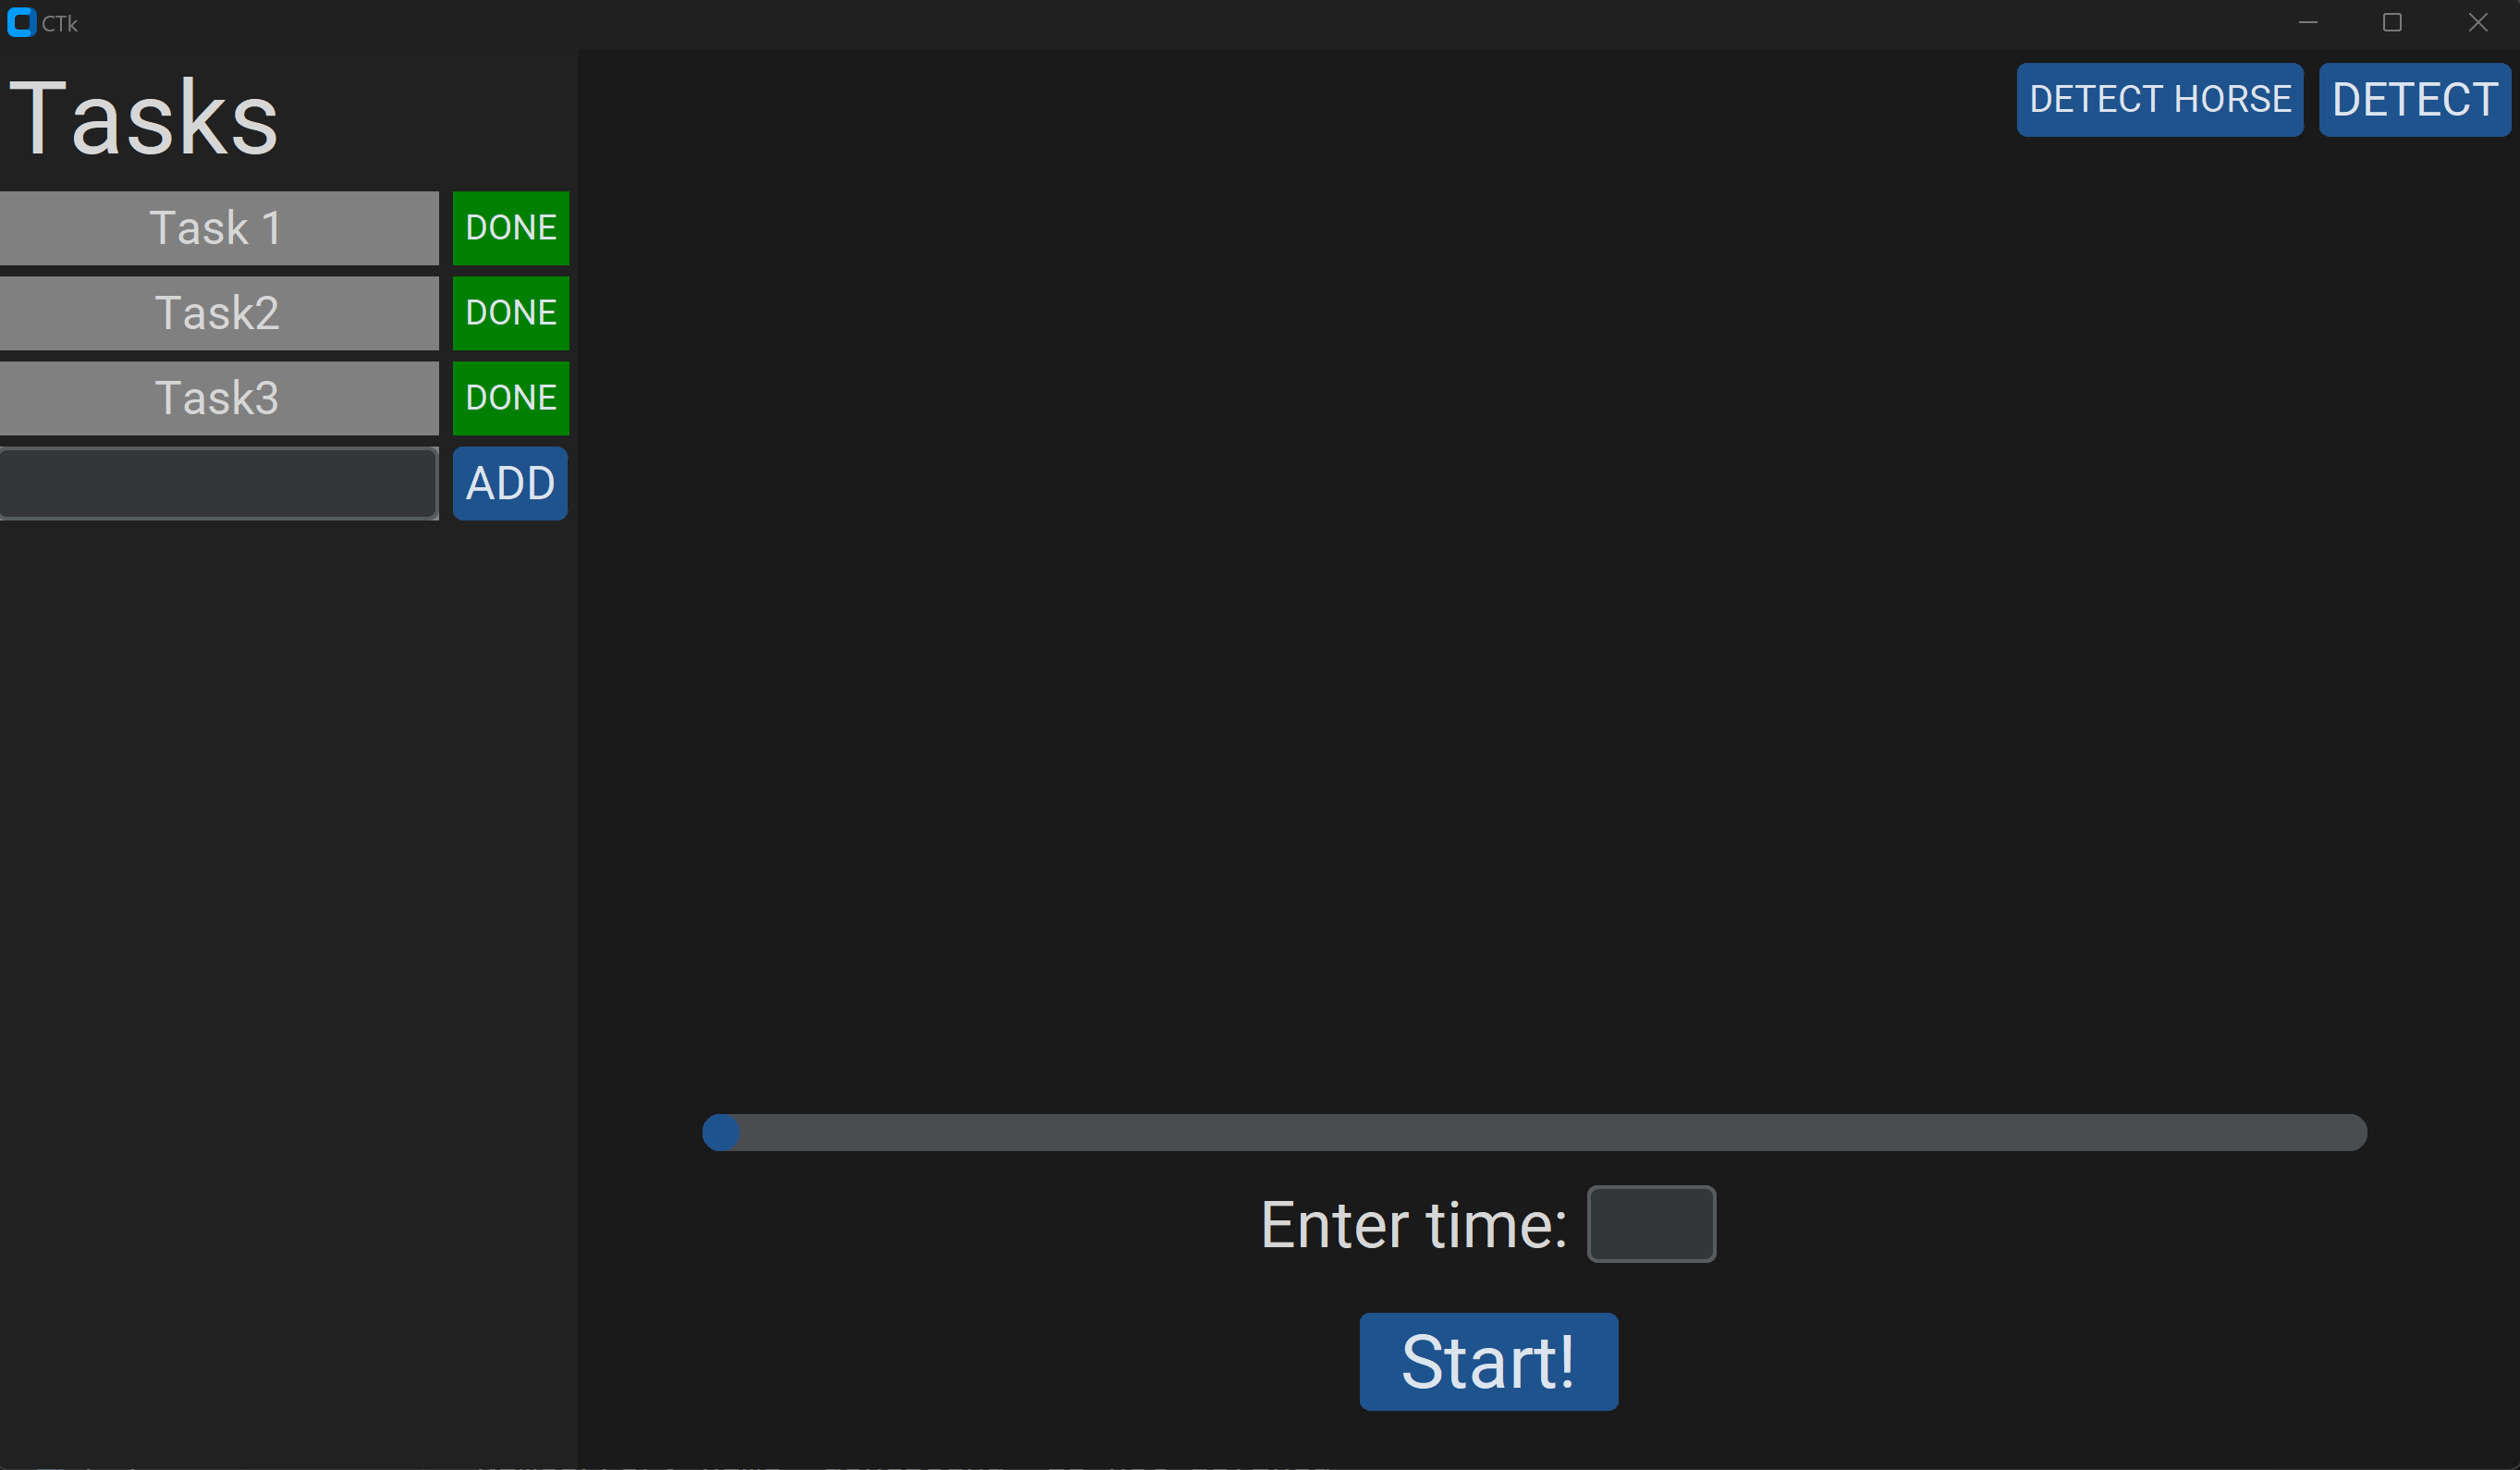 CTk
Tasks
DETECT HORSE
DETECT
Task 1
DONE
Task2
DONE
Task3
DONE
ADD
Enter time:
Start!